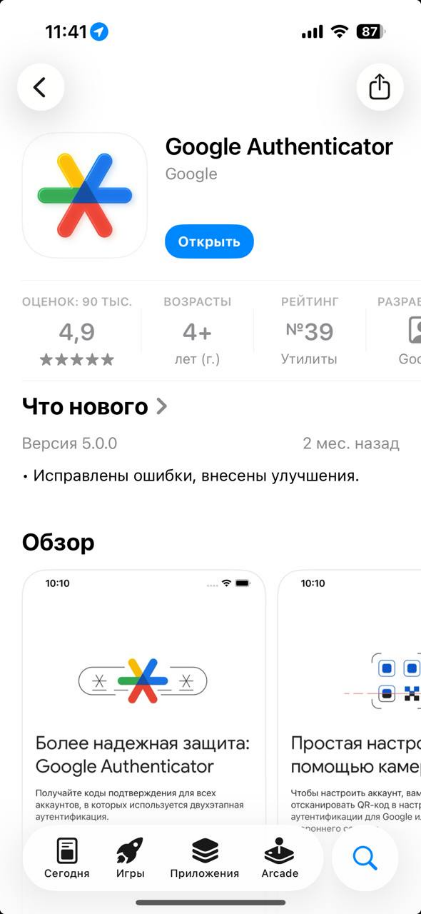 11:41
87
Google Authenticator
Google
Открыть
ОЦЕНОК: 90 ТЫС.
4,9
ВОЗРАСТЫ
4+
лет (г.)
РЕЙТИНГ
№39
Утилиты
РАЗРАБ
Goo
Что нового
Версия 5.0.0
2 мес. назад
• Исправлены ошибки, внесены улучшения.
Обзор
10:10
Более надежная защита:
Google Authenticator
Получайте коды подтверждения для всех
аккаунтов, в которых используется двухэтапная
аутентификация.
10:10
Простая настро
помощью каме
Чтобы настроить аккаунт, вам
отсканировать QR-код в настр
аутентификации для Google ил
Сегодня
Игры
Приложения
Arcade